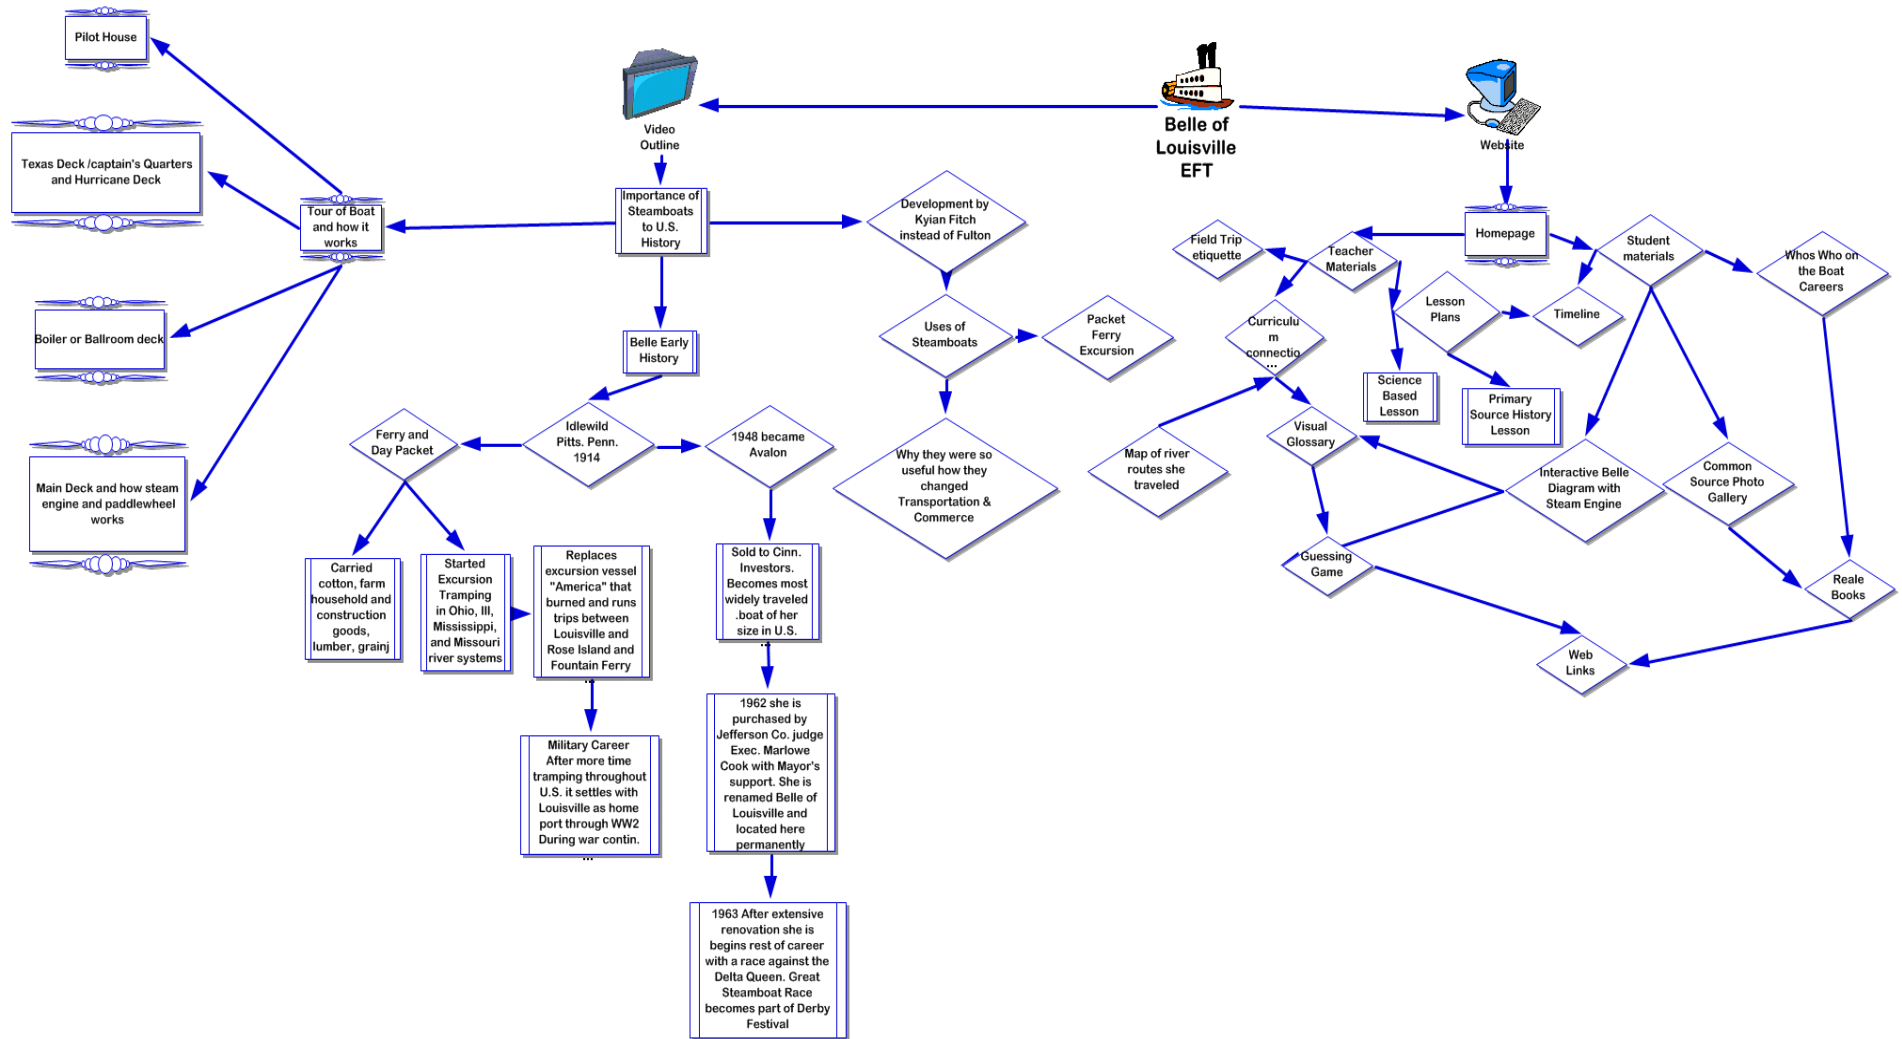 Pilot House
Texas Deck /captain's Quarters
and Hurricane Deck
Tour of Boat
and how it
works
Boiler or Ballroom deck
Main Deck and how steam
engine and paddlewheel
works
Video
Outline
Importance of
Steamboats
to U.S.
History
Belle Early
History
Idlewild
Pitts. Penn.
1914
Ferry and
Day Packet
Carried
cotton, farm
household and
construction
goods,
lumber, grainj
Started
Excursion
Tramping
in Ohio, Ill,
Mississippi,
and Missouri
river systems
Replaces
excursion vessel
"America" that
burned and runs
trips between
Louisville and
Rose Island and
Fountain Ferry
...
Military Career
After more time
tramping throughout
U.S. it settles with
Louisville as home
port through WW2
During war contin.
...
1948 became
Avalon
Sold to Cinn.
Investors.
Becomes most
widely traveled
.boat of her
size in U.S.
...
1962 she is
purchased by
Jefferson Co. judge
Exec. Marlowe
Cook with Mayor's
support. She is
renamed Belle of
Louisville and
located here
permanently
1963 After extensive
renovation she is
begins rest of career
with a race against the
Delta Queen. Great
Steamboat Race
becomes part of Derby
Festival
Development by
Kyian Fitch
instead of Fulton
Uses of
Steamboats
Packet
Ferry
Excursion
Why they were so
useful how they
changed
Transportation &
Commerce
Belle of
Louisville
EFT
Website
Homepage
Teacher
Materials
Field Trip
etiquette
Curriculu
m
connectio
...
Map of river
routes she
traveled
Visual
Glossary
Guessing
Game
Science
Based
Lesson
Lesson
Plans
Primary
Source History
Lesson
Timeline
Student
materials
Whos Who on
the Boat
Careers
Interactive Belle
Diagram with
Steam Engine
Common
Source Photo
Gallery
Reale
Books
Web
Links